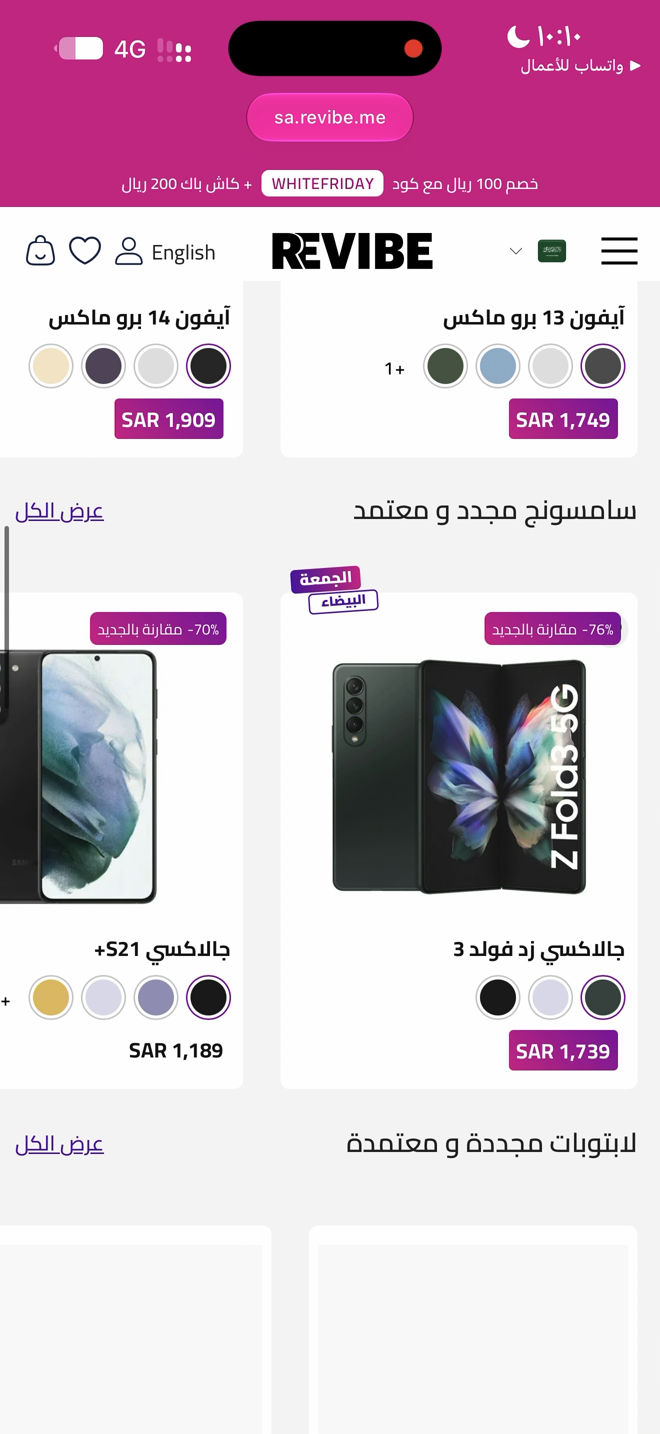 ١٠:١٠
4G
واتساب للأعمال ◀
sa.revibe.me
خصم 100 ريال مع كود WHITEFRIDAY + كاش باك 200 ريال
English
REVIBE
آيفون 13 برو ماكس
+1
SAR 1,749
آيفون 14 برو ماكس
SAR 1,909
سامسونج مجدد و معتمد
عرض الكل
الجمعة
البيضاء
-76% مقارنة بالجديد
Z Fold3 5G
جالاكسي زد فولد 3
SAR 1,739
-70% مقارنة بالجديد
جالاكسي S21+
+
SAR 1,189
لابتوبات مجددة و معتمدة
عرض الكل